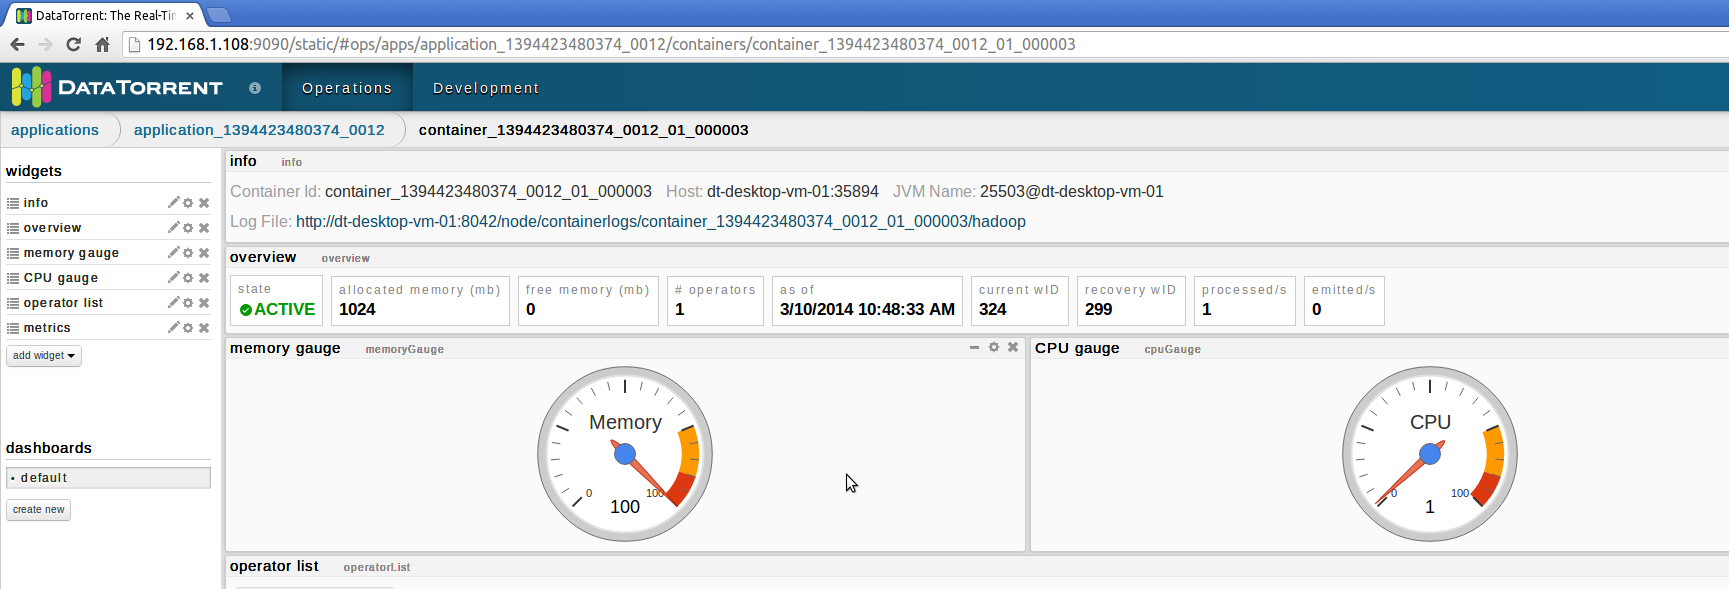 DataTorrent: The Real-Tin
192.168.1.108:9090/static/#ops/apps/application_1394423480374_0012/containers/container_1394423480374_0012_01_000003
DATATORRENT Operations Development
applications application_1394423480374_0012 container_1394423480374_0012_01_000003
widgets
info
overview
memory gauge
CPU gauge
operator list
metrics
add widget
dashboards
• default
create new
info info
Container Id: container_1394423480374_0012_01_000003 Host: dt-desktop-vm-01:35894 JVM Name: 25503@dt-desktop-vm-01
Log File: http://dt-desktop-vm-01:8042/node/containerlogs/container_1394423480374_0012_01_000003/hadoop
overview overview
state allocated memory (mb) free memory (mb) # operators as of current wID recovery wID processed/s emitted/s
ACTIVE 1024 0 1 3/10/2014 10:48:33 AM 324 299 1 0
memory gauge memoryGauge
Memory
0 100
100
CPU gauge cpuGauge
CPU
0 100
1
operator list operatorList